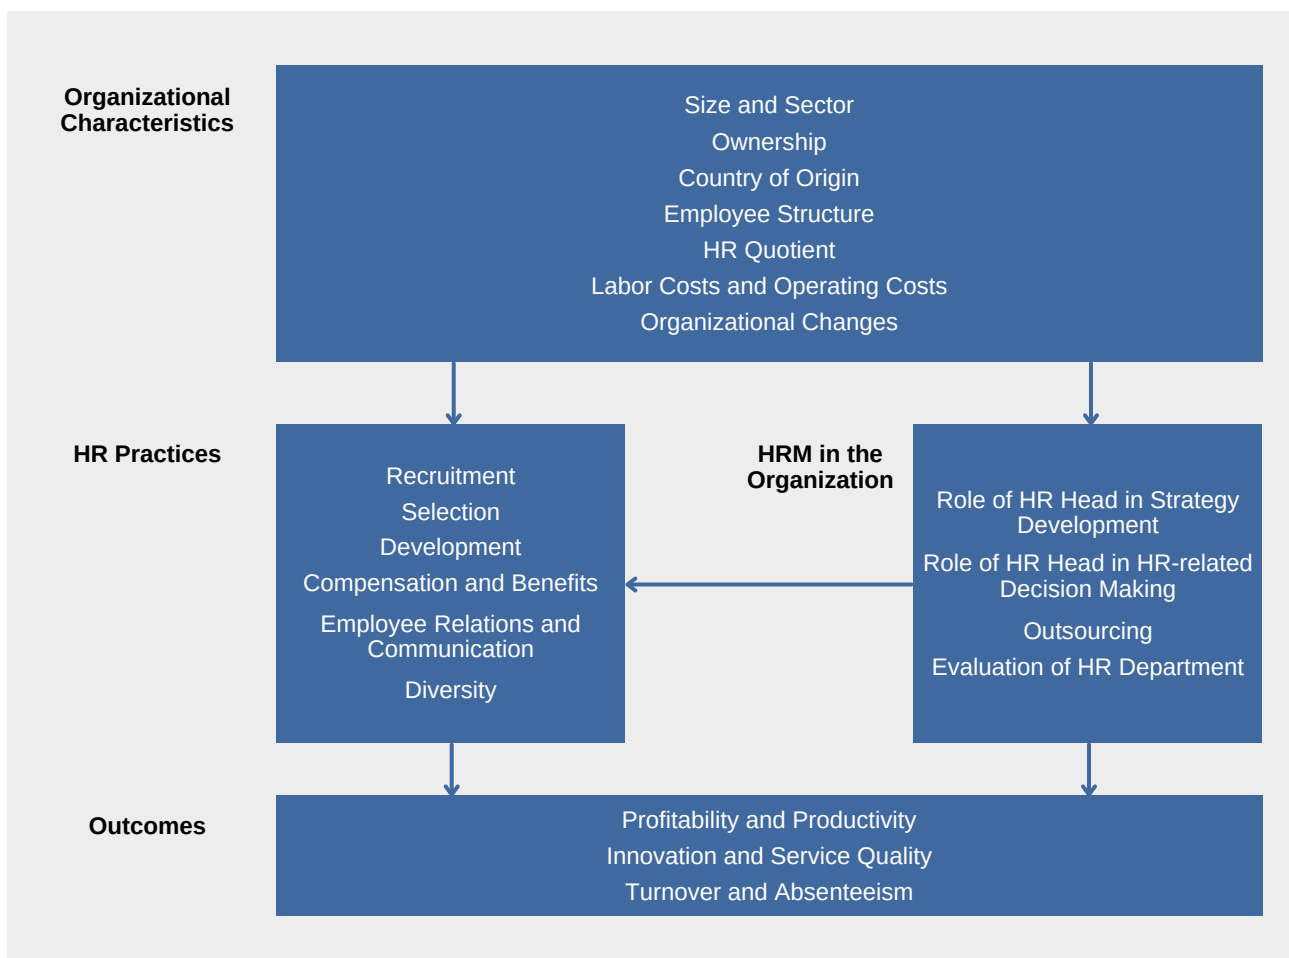 Organizational
Characteristics
Size and Sector
Ownership
Country of Origin
Employee Structure
HR Quotient
Labor Costs and Operating Costs
Organizational Changes
HR Practices
Recruitment
Selection
Development
Compensation and Benefits
Employee Relations and
Communication
Diversity
HRM in the
Organization
Role of HR Head in Strategy
Development
Role of HR Head in HR-related
Decision Making
Outsourcing
Evaluation of HR Department
Outcomes
Profitability and Productivity
Innovation and Service Quality
Turnover and Absenteeism